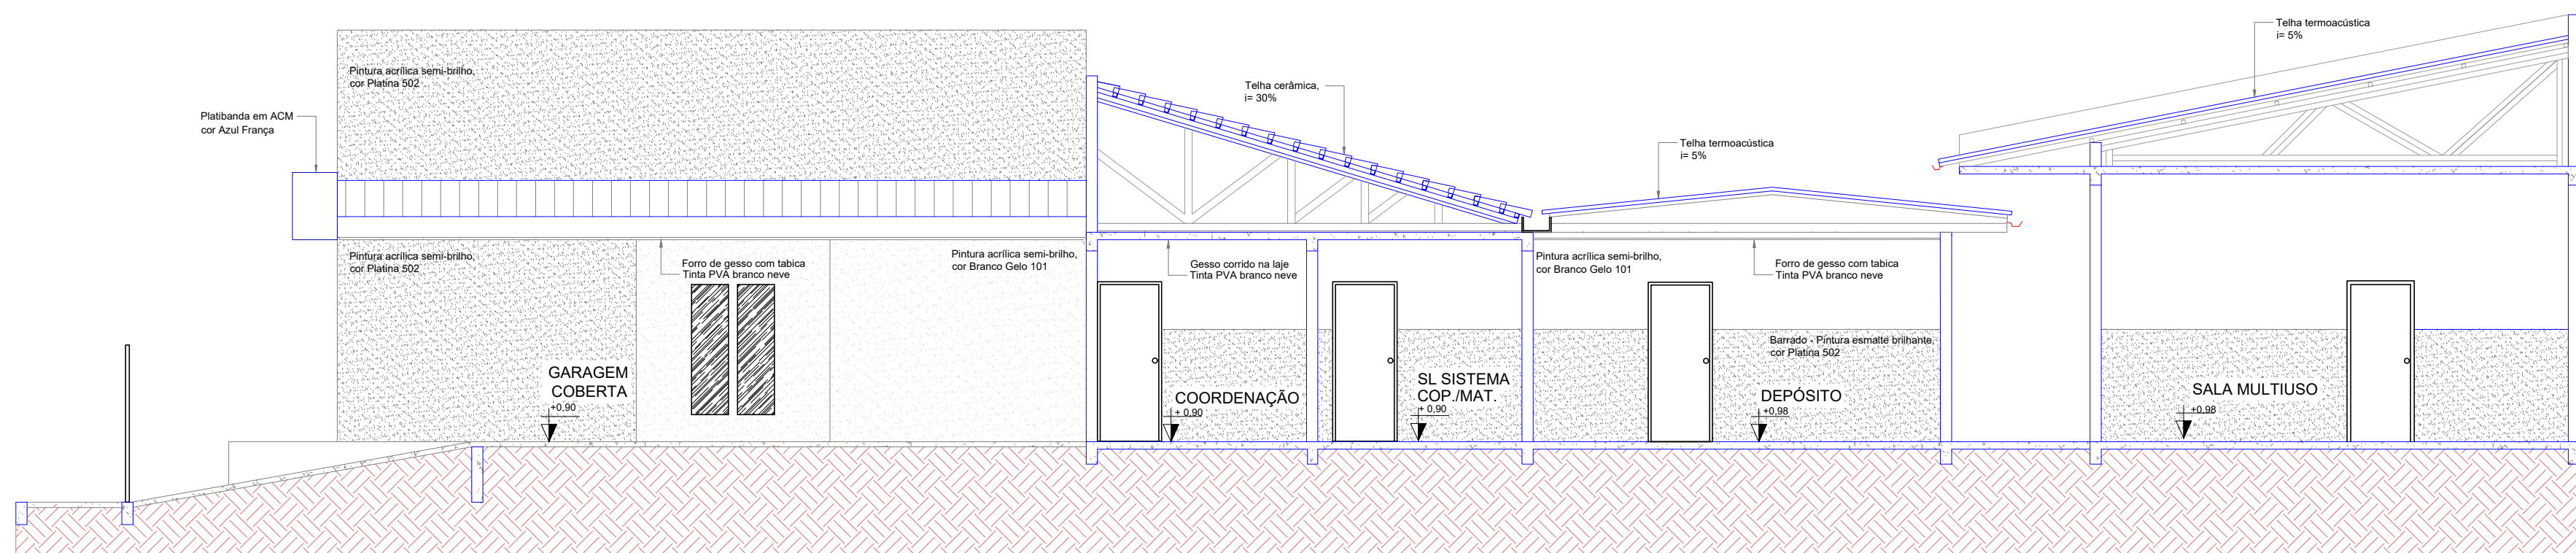 Pintura acrílica semi-brilho,
cor Platina 502
Platibanda em ACM
cor Azul França
Telha cerâmica,
i= 30%
Telha termoacústica
i= 5%
Telha termoacústica
i= 5%
Pintura acrílica semi-brilho,
cor Platina 502
Forro de gesso com tabica
Tinta PVA branco neve
Pintura acrílica semi-brilho,
cor Branco Gelo 101
Gesso corrido na laje
Tinta PVA branco neve
Pintura acrílica semi-brilho,
cor Branco Gelo 101
Forro de gesso com tabica
Tinta PVA branco neve
Barrado - Pintura esmalte brilhante,
cor Platina 502
GARAGEM
COBERTA
+0,90
COORDENAÇÃO
+ 0,90
SL SISTEMA
COP./MAT.
+ 0,90
DEPÓSITO
+0,98
SALA MULTIUSO
+0,98